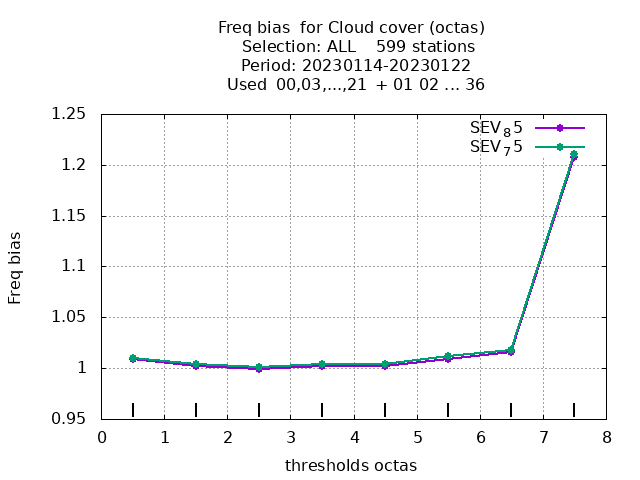 Freq bias  for Cloud cover (octas)
Selection: ALL    599 stations
Period: 20230114-20230122
Used  00,03,...,21  + 01 02 ... 36
SEV₈5
SEV₇5
1.25
1.2
1.15
1.1
1.05
1
0.95
Freq bias
0 1 2 3 4 5 6 7 8
thresholds octas